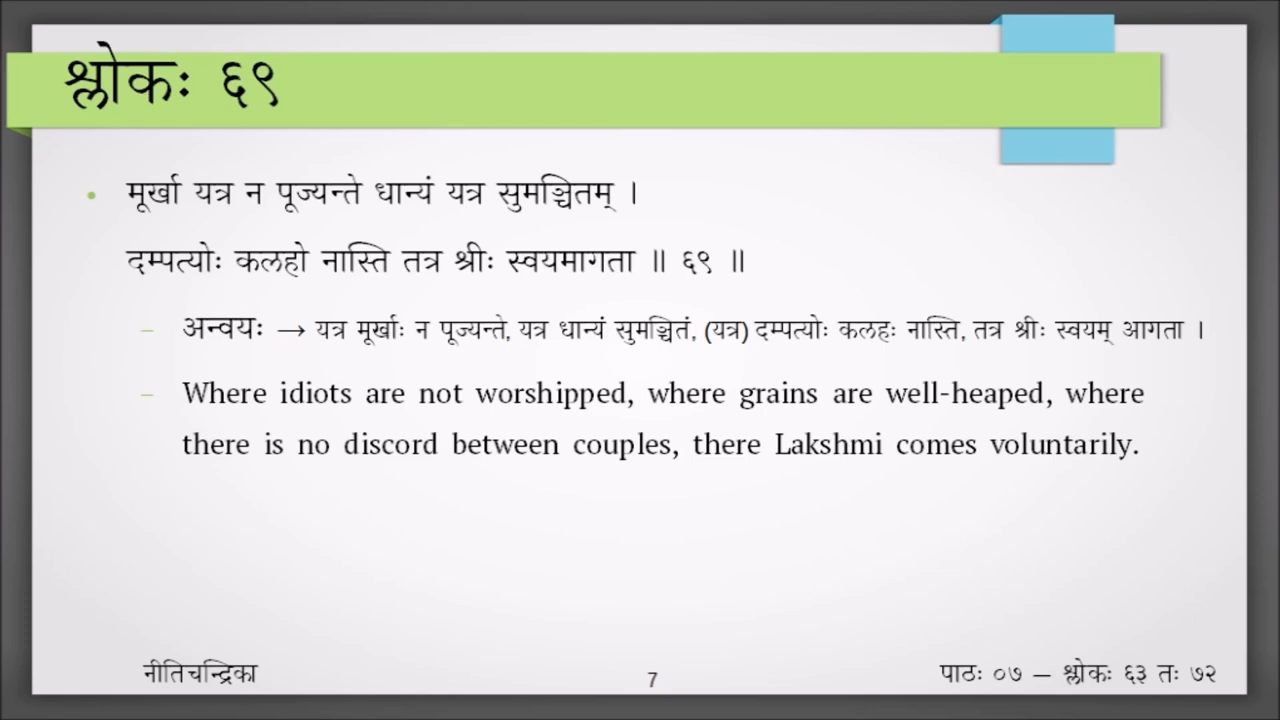 श्लोकः ६९
• मूर्खा यत्र न पूज्यन्ते धान्यं यत्र सुमञ्चितम् ।
दम्पत्योः कलहो नास्ति तत्र श्रीः स्वयमागता ॥ ६९ ॥
– अन्वयः → यत्र मूर्खाः न पूज्यन्ते, यत्र धान्यं सुमञ्चितं, (यत्र) दम्पत्योः कलहः नास्ति, तत्र श्रीः स्वयम् आगता ।
– Where idiots are not worshipped, where grains are well-heaped, where
there is no discord between couples, there Lakshmi comes voluntarily.
नीतिचन्द्रिका
7
पाठः ०७ – श्लोकः ६३ तः ७२